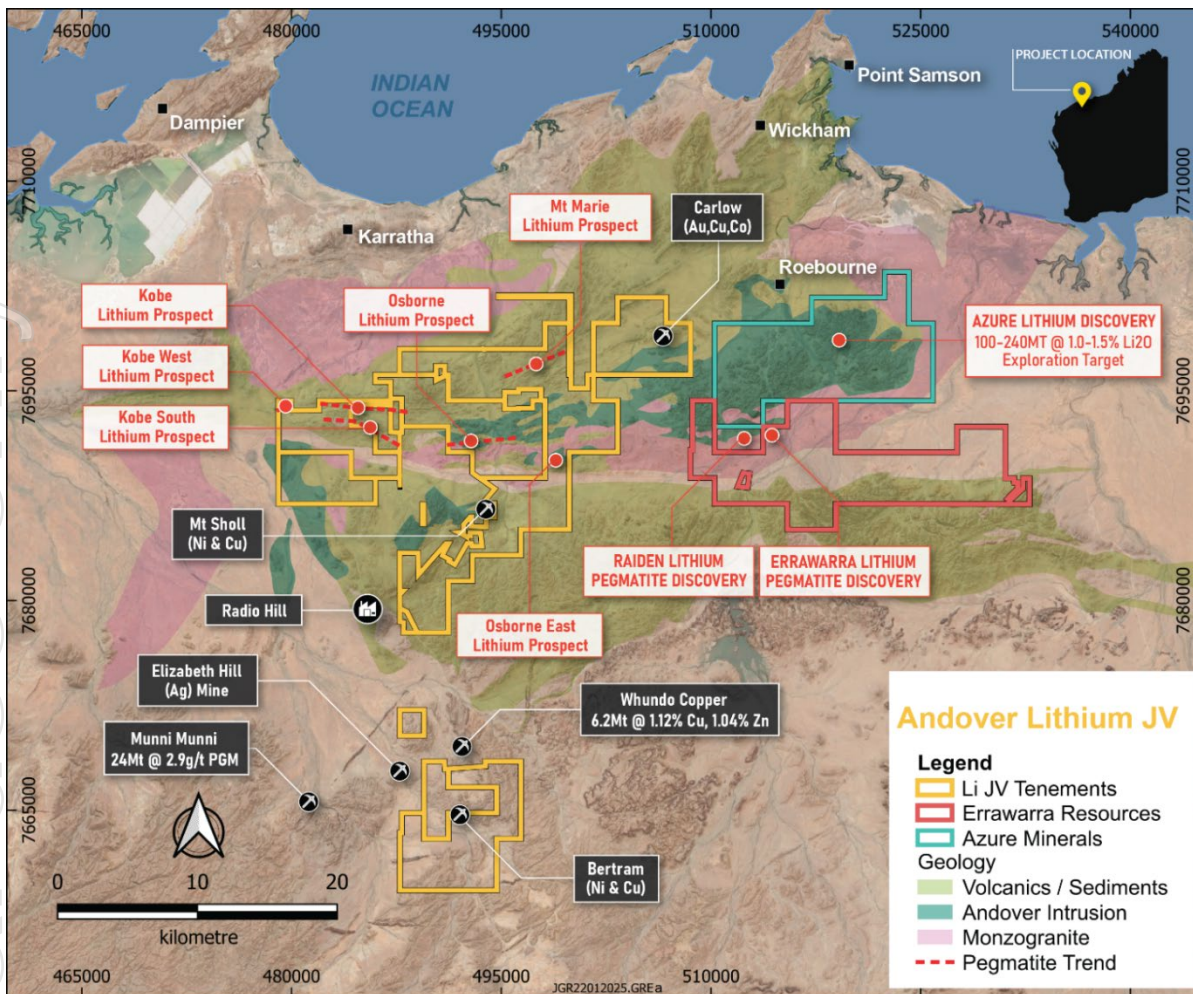 465000
480000
495000
510000
525000
540000
PROJECT LOCATION
INDIAN
OCEAN
Point Samson
Dampier
Wickham
7710000
7710000
Mt Marie
Lithium Prospect
Carlow
(Au,Cu,Co)
Karratha
Roebourne
Kobe
Lithium Prospect
Osborne
Lithium Prospect
AZURE LITHIUM DISCOVERY
100-240MT @ 1.0-1.5% Li2O
Exploration Target
Kobe West
Lithium Prospect
7695000
7695000
Kobe South
Lithium Prospect
Mt Sholl
(Ni & Cu)
RAIDEN LITHIUM
PEGMATITE DISCOVERY
ERRAWARRA LITHIUM
PEGMATITE DISCOVERY
7680000
7680000
Radio Hill
Osborne East
Lithium Prospect
Elizabeth Hill
(Ag) Mine
Whundo Copper
6.2Mt @ 1.12% Cu, 1.04% Zn
Munni Munni
24Mt @ 2.9g/t PGM
7665000
Bertram
(Ni & Cu)
0
10
20
kilometre
Andover Lithium JV
Legend
Li JV Tenements
Errawarra Resources
Azure Minerals
Geology
Volcanics / Sediments
Andover Intrusion
Monzogranite
Pegmatite Trend
465000
480000
495000
510000
525000
540000
JGR22012025.GREa